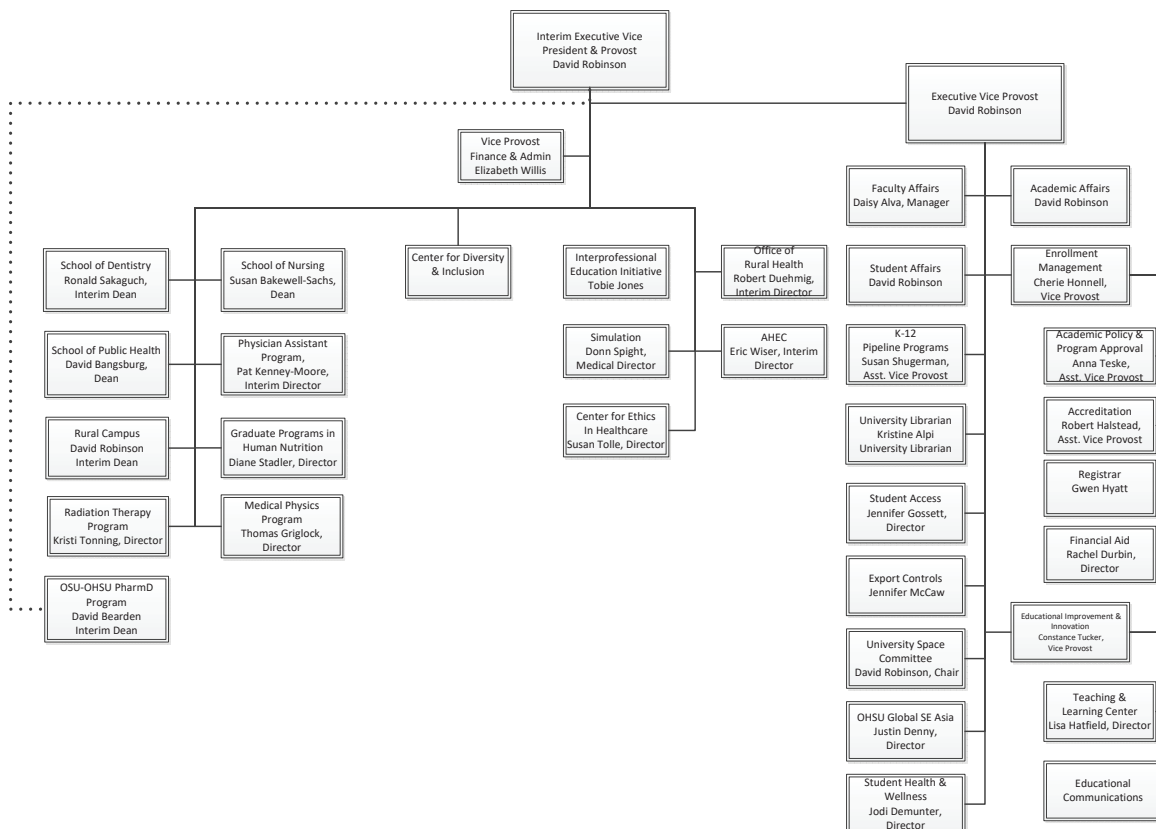 Interim Executive Vice
President & Provost
David Robinson
Executive Vice Provost
David Robinson
Vice Provost
Finance & Admin
Elizabeth Willis
Faculty Affairs
Daisy Alva, Manager
Academic Affairs
David Robinson
School of Dentistry
Ronald Sakaguch,
Interim Dean
School of Nursing
Susan Bakewell-Sachs,
Dean
Center for Diversity
& Inclusion
Interprofessional
Education Initiative
Tobie Jones
Office of
Rural Health
Robert Duehmig,
Interim Director
Student Affairs
David Robinson
Enrollment
Management
Cherie Honnell,
Vice Provost
School of Public Health
David Bangsburg,
Dean
Physician Assistant
Program,
Pat Kenney-Moore,
Interim Director
Simulation
Donn Spight,
Medical Director
AHEC
Eric Wiser, Interim
Director
K-12
Pipeline Programs
Susan Shugerman,
Asst. Vice Provost
Academic Policy &
Program Approval
Anna Teske,
Asst. Vice Provost
Rural Campus
David Robinson
Interim Dean
Graduate Programs in
Human Nutrition
Diane Stadler, Director
Center for Ethics
In Healthcare
Susan Tolle, Director
University Librarian
Kristine Alpi
University Librarian
Accreditation
Robert Halstead,
Asst. Vice Provost
Registrar
Gwen Hyatt
Radiation Therapy
Program
Kristi Tonning, Director
Medical Physics
Program
Thomas Griglock,
Director
Student Access
Jennifer Gossett,
Director
Financial Aid
Rachel Durbin,
Director
OSU-OHSU PharmD
Program
David Bearden
Interim Dean
Export Controls
Jennifer McCaw
Educational Improvement &
Innovation
Constance Tucker,
Vice Provost
University Space
Committee
David Robinson, Chair
Teaching &
Learning Center
Lisa Hatfield, Director
OHSU Global SE Asia
Justin Denny,
Director
Student Health &
Wellness
Jodi Demunter,
Director
Educational
Communications